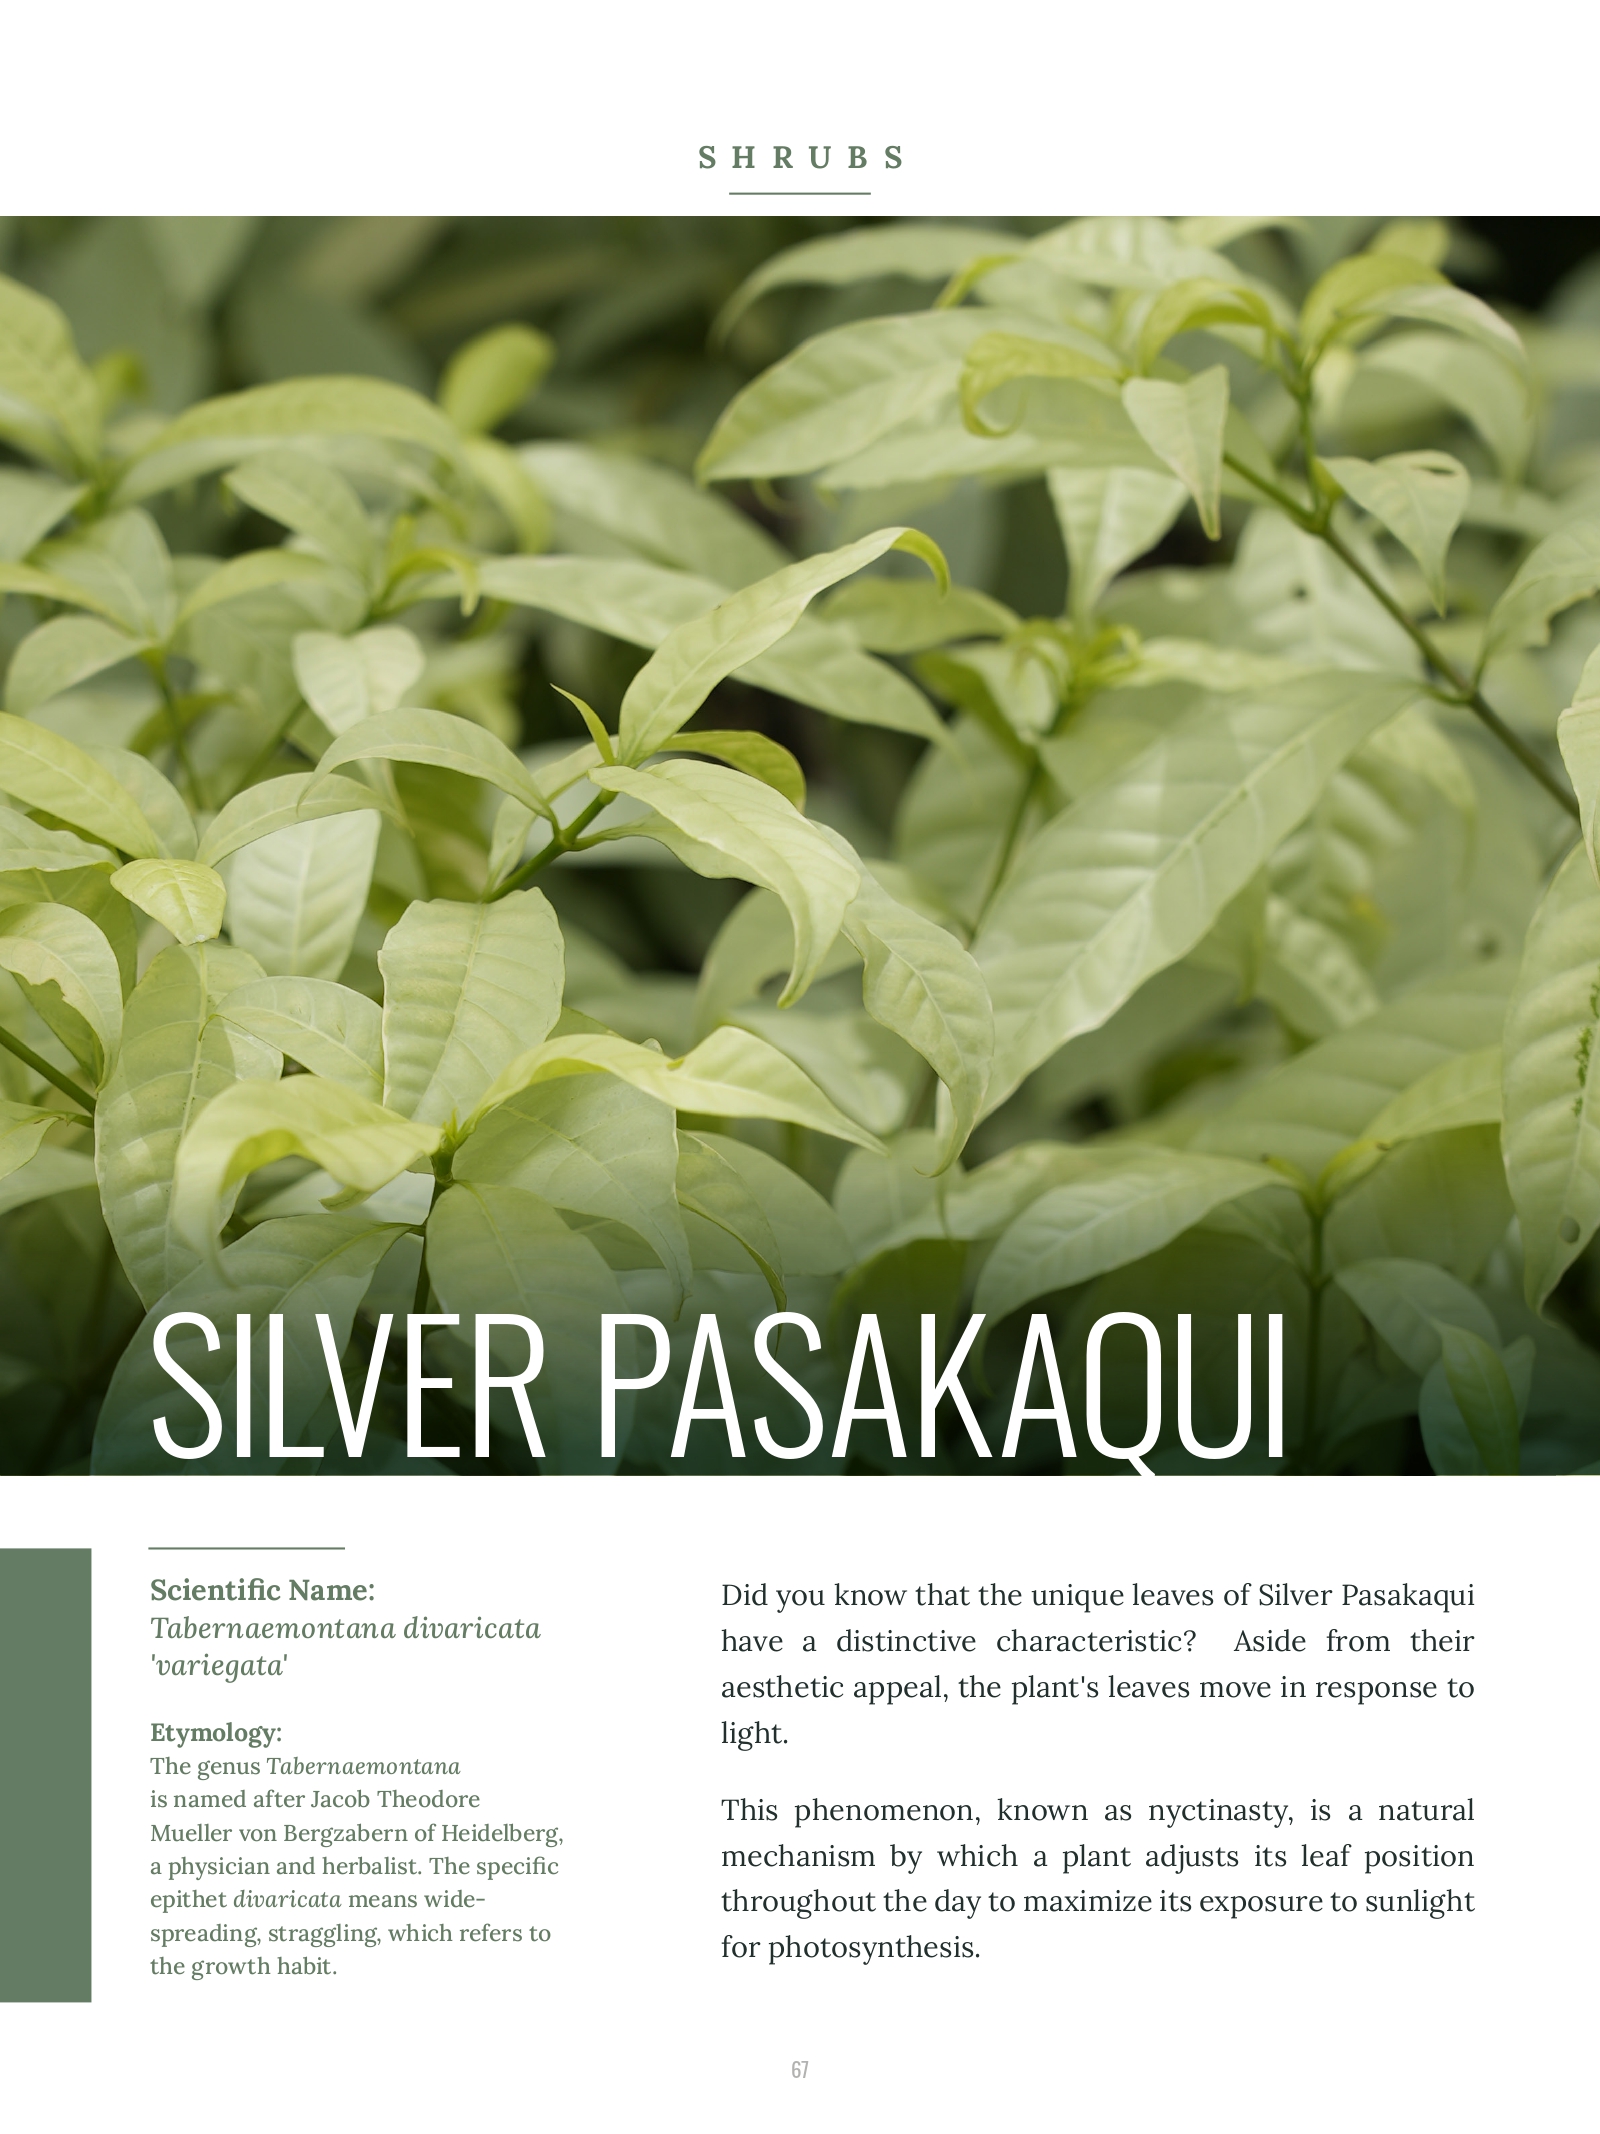 SHRUBS
SILVER PASAKAQUI
Scientific Name:
Tabernaemontana divaricata
'variegata'
Etymology:
The genus Tabernaemontana
is named after Jacob Theodore
Mueller von Bergzabern of Heidelberg,
a physician and herbalist. The specific
epithet divaricata means wide-
spreading, straggling, which refers to
the growth habit.
Did you know that the unique leaves of Silver Pasakaqui
have a distinctive characteristic? Aside from their
aesthetic appeal, the plant's leaves move in response to
light.
This phenomenon, known as nyctinasty, is a natural
mechanism by which a plant adjusts its leaf position
throughout the day to maximize its exposure to sunlight
for photosynthesis.
67